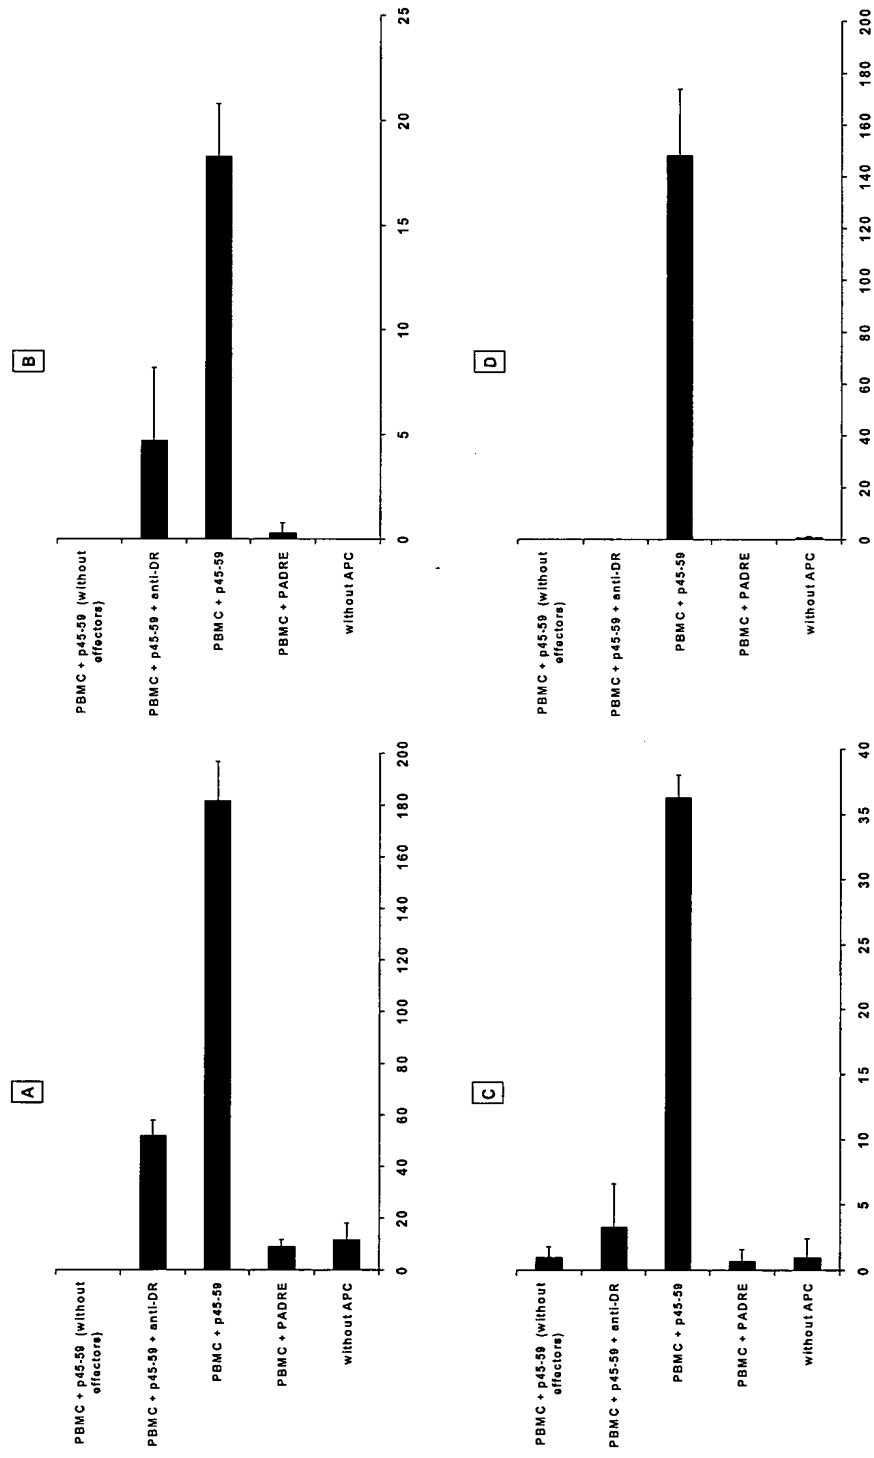 A
PBMC + p45-59 (without
effectors)
PBMC + p45-59 + anti-DR
PBMC + p45-59
PBMC + PADRE
without APC
0 20 40 60 80 100 120 140 160 180 200
B
PBMC + p45-59 (without
effectors)
PBMC + p45-59 + anti-DR
PBMC + p45-59
PBMC + PADRE
without APC
0 5 10 15 20 25
C
PBMC + p45-59 (without
effectors)
PBMC + p45-59 + anti-DR
PBMC + p45-59
PBMC + PADRE
without APC
0 5 10 15 20 25 30 35 40
D
PBMC + p45-59 (without
effectors)
PBMC + p45-59 + anti-DR
PBMC + p45-59
PBMC + PADRE
without APC
0 20 40 60 80 100 120 140 160 180 200